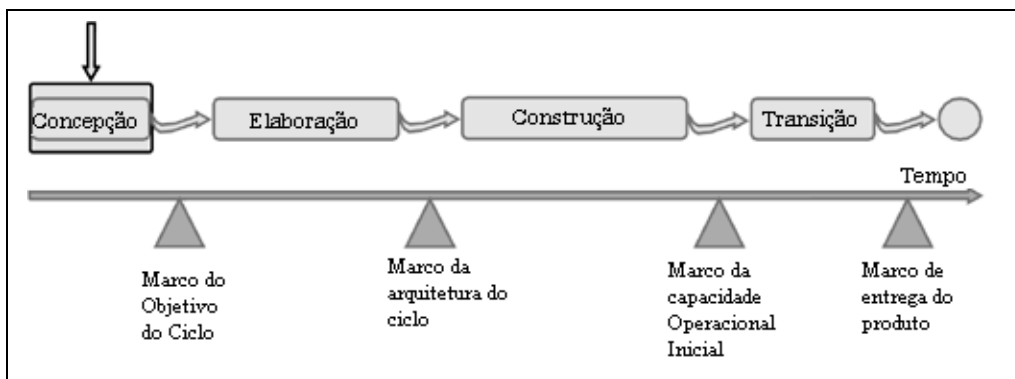 Concepção
Elaboração
Construção
Transição
Tempo
Marco do
Objetivo
do Ciclo
Marco da
arquitetura do
ciclo
Marco da
capacidade
Operacional
Inicial
Marco de
entrega do
produto